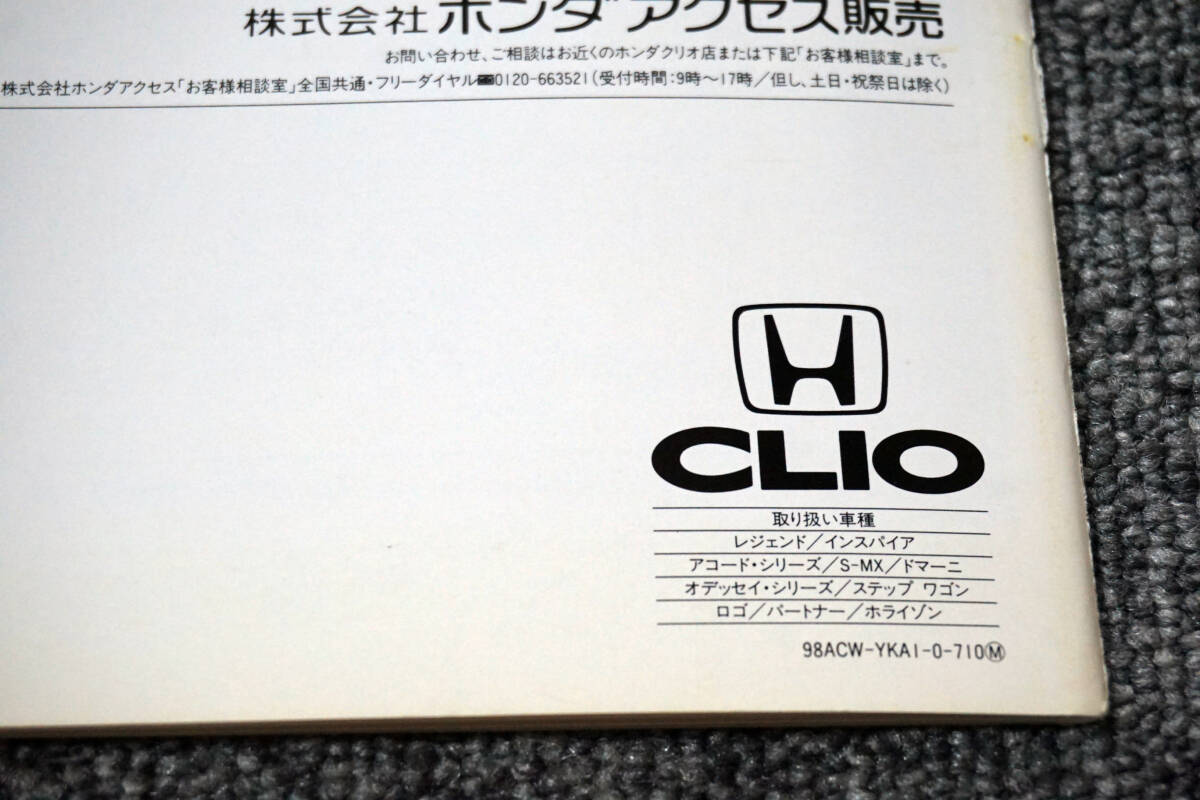 株式会社 ホンダアクセス販売
お問い合わせ、ご相談はお近くのホンダクリオ店または下記「お客様相談室」まで。
株式会社ホンダアクセス「お客様相談室」全国共通・フリーダイヤル0120-663521(受付時間:9時〜17時/但し、土日・祝祭日は除く)
CLIO
取り扱い車種
レジェンド/インスパイア
アコード・シリーズ/S-MX/ドマーニ
オデッセイ・シリーズ/ステップ ワゴン
ロゴ/パートナー/ホライゾン
98ACW-YKA1-0-710Ⓜ